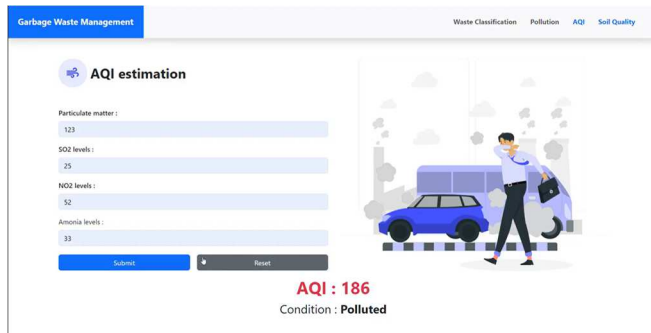 Garbage Waste Management
Waste Classification Pollution AQI Soil Quality
AQI estimation
Particulate matter :
123
SO2 levels :
25
NO2 levels :
52
Amonia levels :
33
Submit Reset
AQI : 186
Condition : Polluted